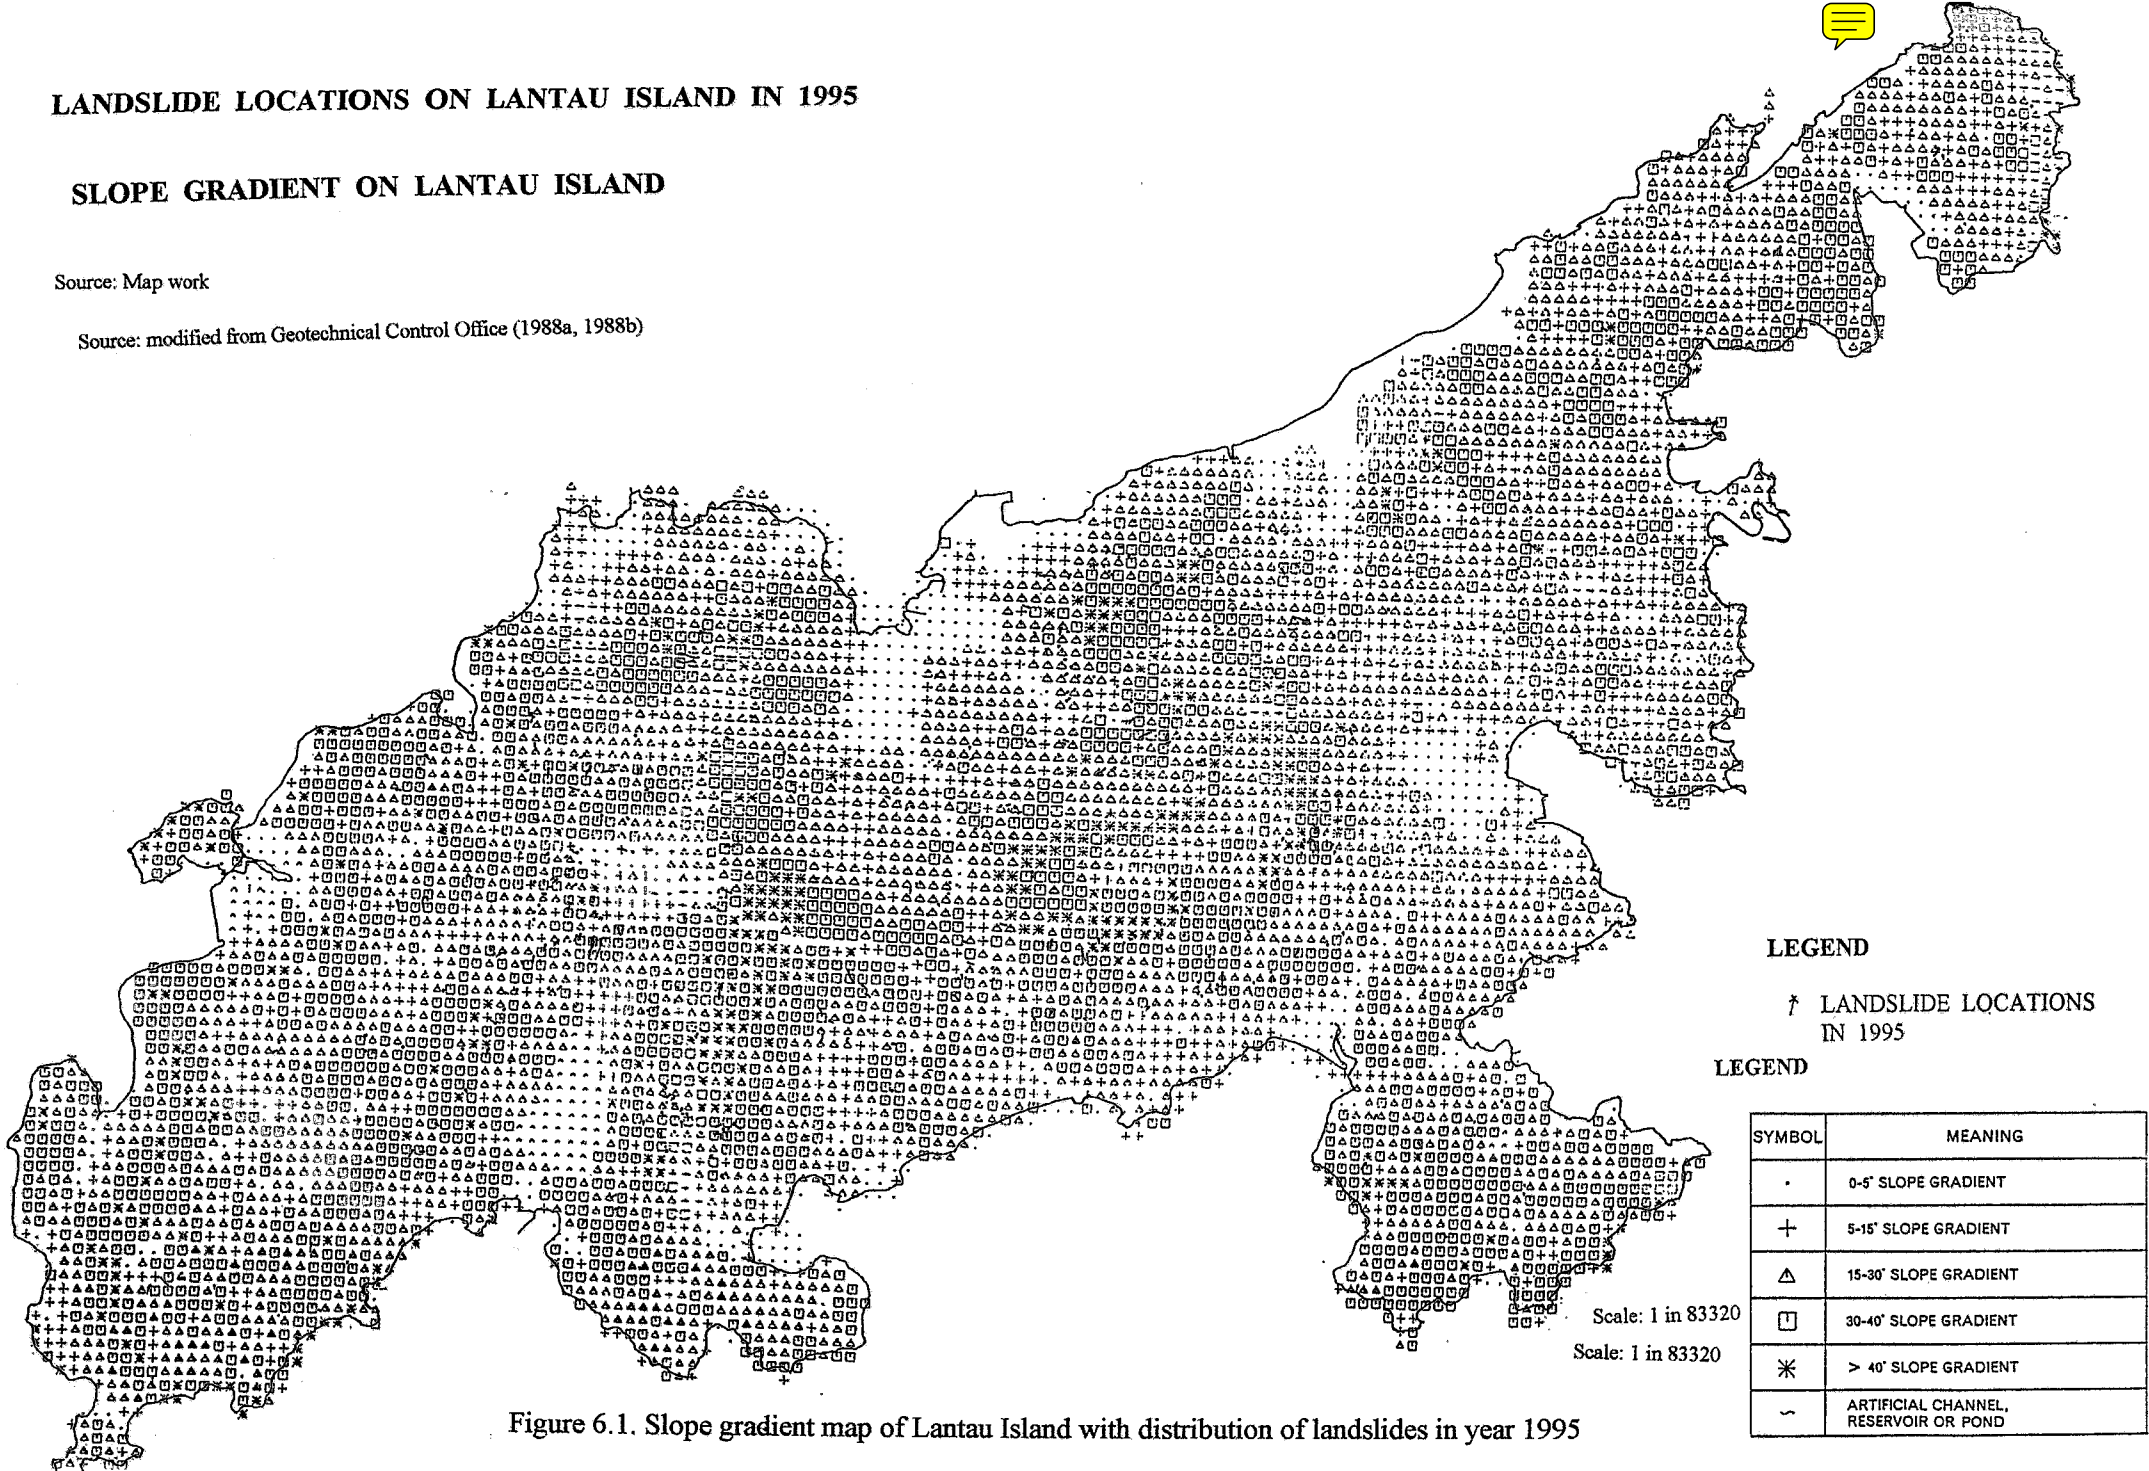 LANDSLIDE LOCATIONS ON LANTAU ISLAND IN 1995
SLOPE GRADIENT ON LANTAU ISLAND
Source: Map work
Source: modified from Geotechnical Control Office (1988a, 1988b)
LEGEND
LANDSLIDE LOCATIONS
IN 1995
LEGEND
SYMBOL MEANING
0-5° SLOPE GRADIENT
5-15° SLOPE GRADIENT
15-30° SLOPE GRADIENT
30-40° SLOPE GRADIENT
> 40° SLOPE GRADIENT
ARTIFICIAL CHANNEL,
RESERVOIR OR POND
Scale: 1 in 83320
Scale: 1 in 83320
Figure 6.1. Slope gradient map of Lantau Island with distribution of landslides in year 1995